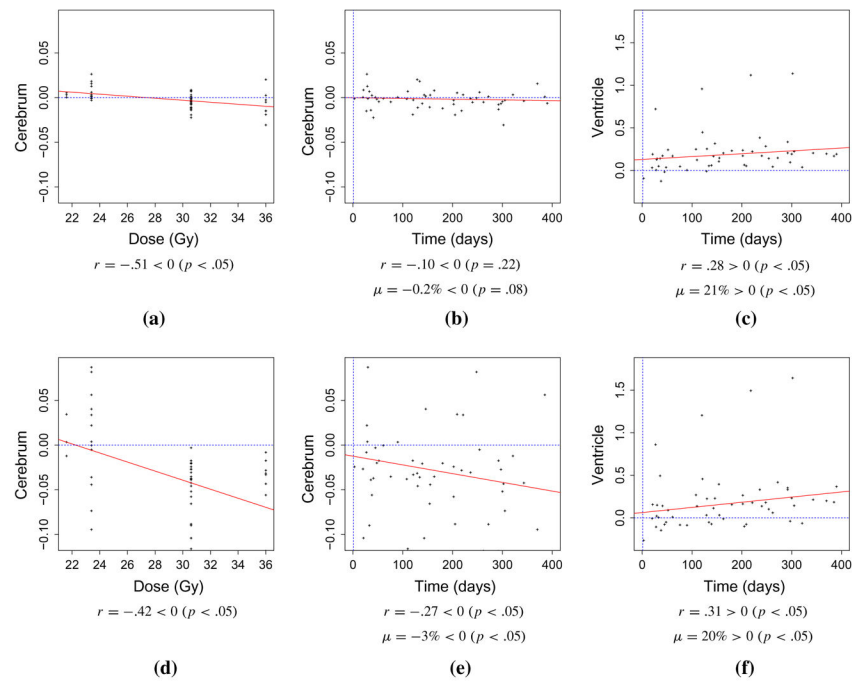 0.05
0.00
−0.05
−0.10
Cerebrum
22 24 26 28 30 32 34 36
Dose (Gy)
r = −.51 < 0 (p < .05)
(a)
0.05
0.00
−0.05
−0.10
Cerebrum
0 100 200 300 400
Time (days)
r = −.10 < 0 (p = .22)
μ = −0.2% < 0 (p = .08)
(b)
1.5
1.0
0.5
0.0
Ventricle
0 100 200 300 400
Time (days)
r = .28 > 0 (p < .05)
μ = 21% > 0 (p < .05)
(c)
0.05
0.00
−0.05
−0.10
Cerebrum
22 24 26 28 30 32 34 36
Dose (Gy)
r = −.42 < 0 (p < .05)
(d)
0.05
0.00
−0.05
−0.10
Cerebrum
0 100 200 300 400
Time (days)
r = −.27 < 0 (p < .05)
μ = −3% < 0 (p < .05)
(e)
1.5
1.0
0.5
0.0
Ventricle
0 100 200 300 400
Time (days)
r = .31 > 0 (p < .05)
μ = 20% > 0 (p < .05)
(f)